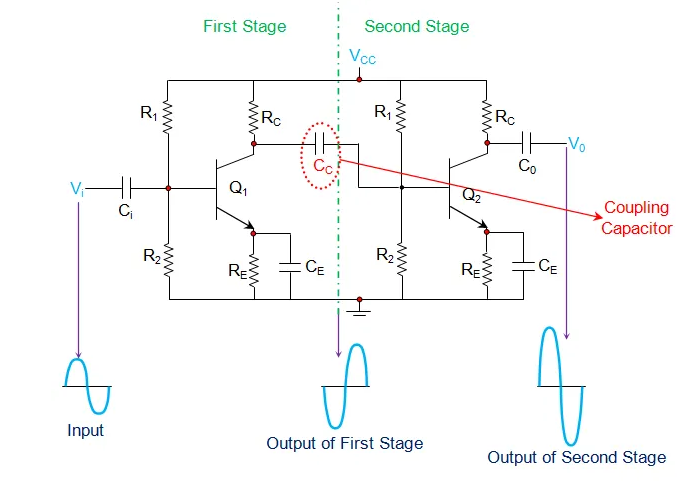 First Stage
Second Stage
VCC
R1
RC
R1
RC
CC
Vi
Ci
Q1
Q2
C0
V0
Coupling
Capacitor
R2
RE
CE
R2
RE
CE
Input
Output of First Stage
Output of Second Stage